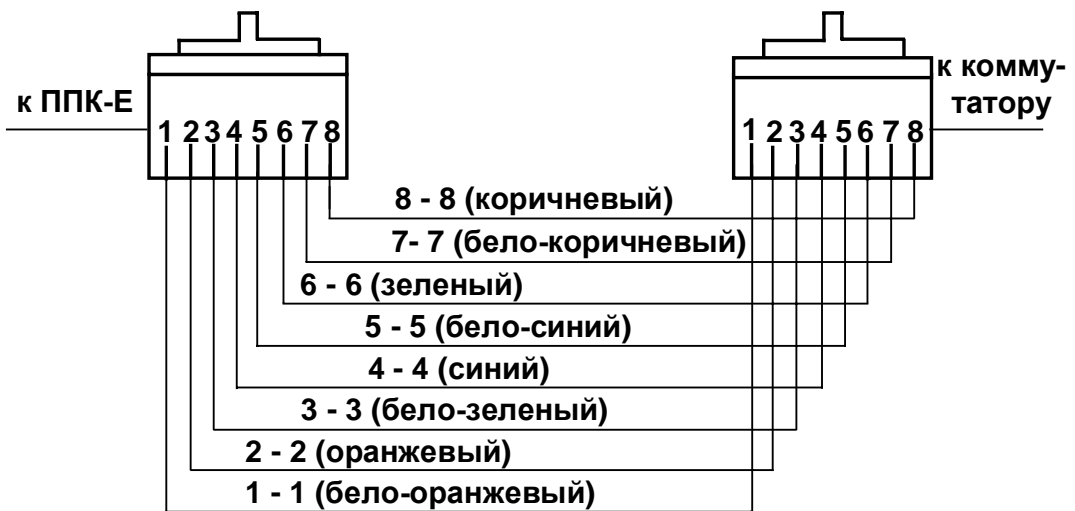 к ППК-Е
1 2 3 4 5 6 7 8
к комму-
татору
1 2 3 4 5 6 7 8
8 - 8 (коричневый)
7- 7 (бело-коричневый)
6 - 6 (зеленый)
5 - 5 (бело-синий)
4 - 4 (синий)
3 - 3 (бело-зеленый)
2 - 2 (оранжевый)
1 - 1 (бело-оранжевый)